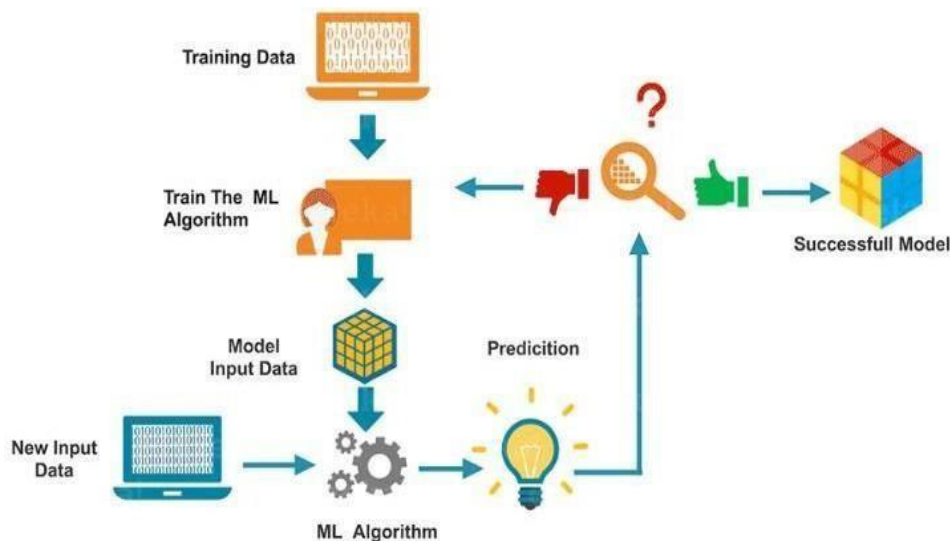 Training Data
?
Train The ML
Algorithm
Successfull Model
Model
Input Data
Predicition
New Input
Data
ML Algorithm